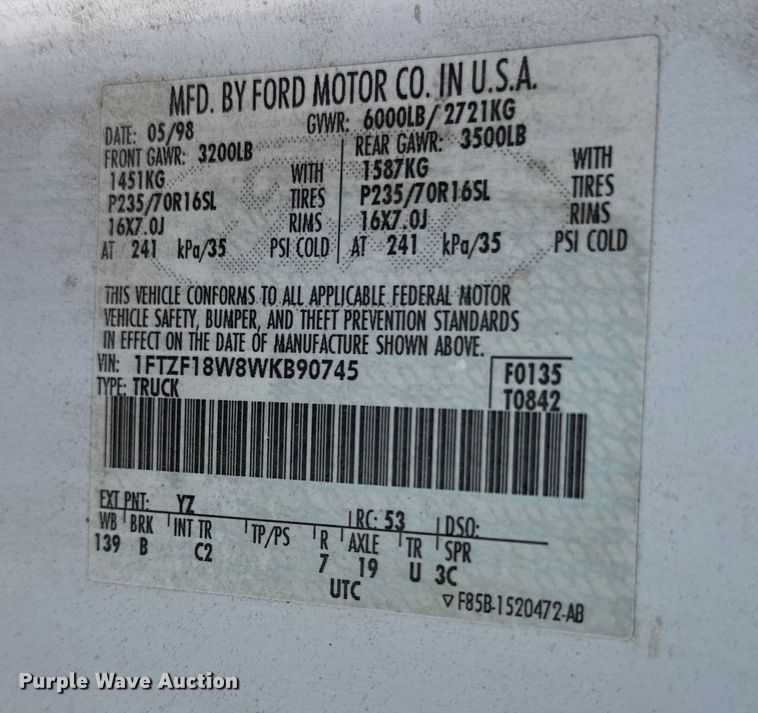 MFD. BY FORD MOTOR CO. IN U.S.A.
DATE: 05/98 GVWR: 6000LB/ 2721KG
FRONT GAWR: 3200LB REAR GAWR: 3500LB
1451KG WITH 1587KG WITH
P235/70R16SL TIRES P235/70R16SL TIRES
16X7.0J RIMS 16X7.0J RIMS
AT 241 kPa/35 PSI COLD AT 241 kPa/35 PSI COLD
THIS VEHICLE CONFORMS TO ALL APPLICABLE FEDERAL MOTOR
VEHICLE SAFETY, BUMPER, AND THEFT PREVENTION STANDARDS
IN EFFECT ON THE DATE OF MANUFACTURE SHOWN ABOVE.
VIN: 1FTZF18W8WKB90745 F0135
TYPE: TRUCK T0842
EXT PNT: YZ RC: 53 DSO:
WB BRK INT TR TP/PS R AXLE TR SPR
139 B C2 7 19 U 3C
UTC ▽F85B-1520472-AB
Purple Wave Auction